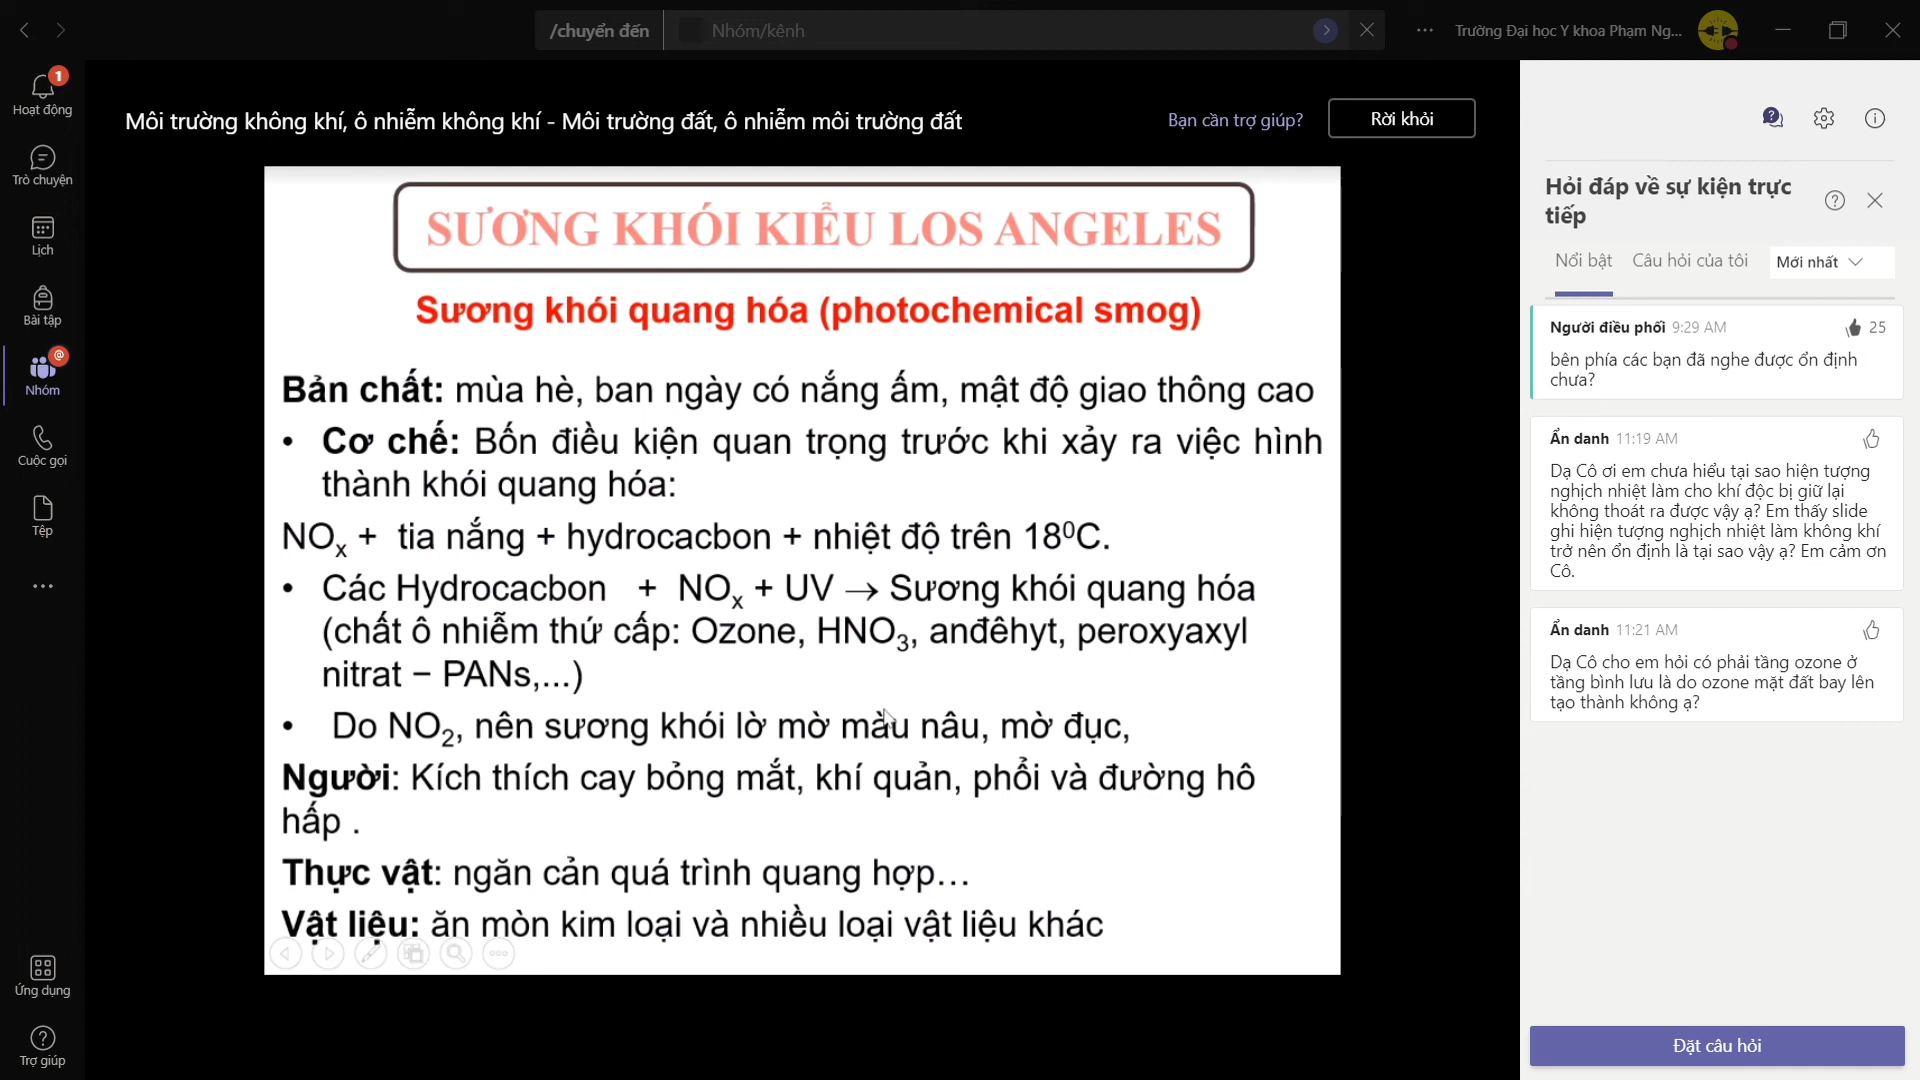 /chuyển đến
Nhóm/kênh
Trường Đại học Y khoa Phạm Ng...
1
Hoạt động
Trò chuyện
Lịch
Bài tập
@
Nhóm
Cuộc gọi
Tệp
Ứng dụng
Trợ giúp
Môi trường không khí, ô nhiễm không khí - Môi trường đất, ô nhiễm môi trường đất
Bạn cần trợ giúp?
Rời khỏi
SƯƠNG KHÓI KIỂU LOS ANGELES
Sương khói quang hóa (photochemical smog)
Bản chất: mùa hè, ban ngày có nắng ấm, mật độ giao thông cao
• Cơ chế: Bốn điều kiện quan trọng trước khi xảy ra việc hình
thành khói quang hóa:
NOx + tia nắng + hydrocacbon + nhiệt độ trên 18⁰C.
• Các Hydrocacbon + NOx + UV → Sương khói quang hóa
(chất ô nhiễm thứ cấp: Ozone, HNO3, anđêhyt, peroxyaxyl
nitrat – PANs,...)
• Do NO2, nên sương khói lờ mờ màu nâu, mờ đục,
Người: Kích thích cay bỏng mắt, khí quản, phổi và đường hô
hấp .
Thực vật: ngăn cản quá trình quang hợp…
Vật liệu: ăn mòn kim loại và nhiều loại vật liệu khác
Hỏi đáp về sự kiện trực
tiếp
Nổi bật
Câu hỏi của tôi
Mới nhất
Người điều phối 9:29 AM
25
bên phía các bạn đã nghe được ổn định
chưa?
Ẩn danh 11:19 AM
Dạ Cô ơi em chưa hiểu tại sao hiện tượng
nghịch nhiệt làm cho khí độc bị giữ lại
không thoát ra được vậy ạ? Em thấy slide
ghi hiện tượng nghịch nhiệt làm không khí
trở nên ổn định là tại sao vậy ạ? Em cảm ơn
Cô.
Ẩn danh 11:21 AM
Dạ Cô cho em hỏi có phải tầng ozone ở
tầng bình lưu là do ozone mặt đất bay lên
tạo thành không ạ?
Đặt câu hỏi